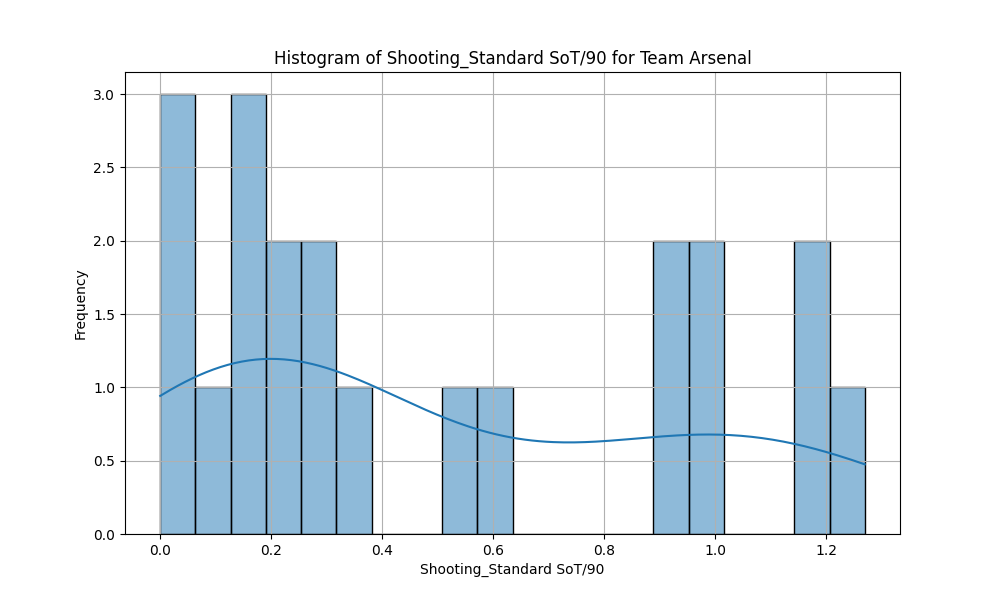 Histogram of Shooting_Standard SoT/90 for Team Arsenal
3.0
2.5
2.0
1.5
1.0
0.5
0.0
Frequency
0.0 0.2 0.4 0.6 0.8 1.0 1.2
Shooting_Standard SoT/90